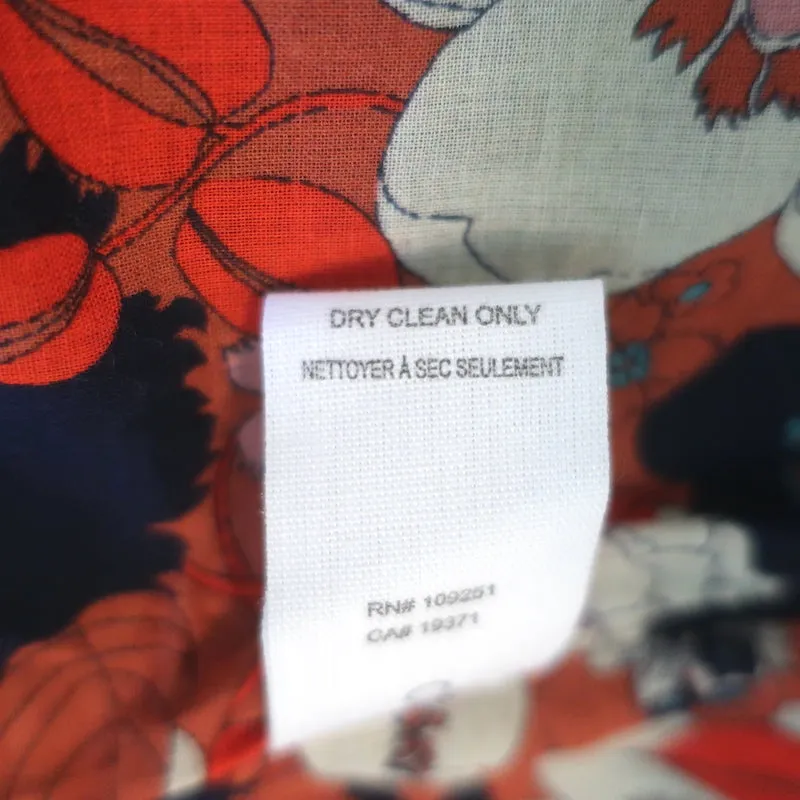 DRY CLEAN ONLY
NETTOYER À SEC SEULEMENT
RN# 109251
CA# 19371